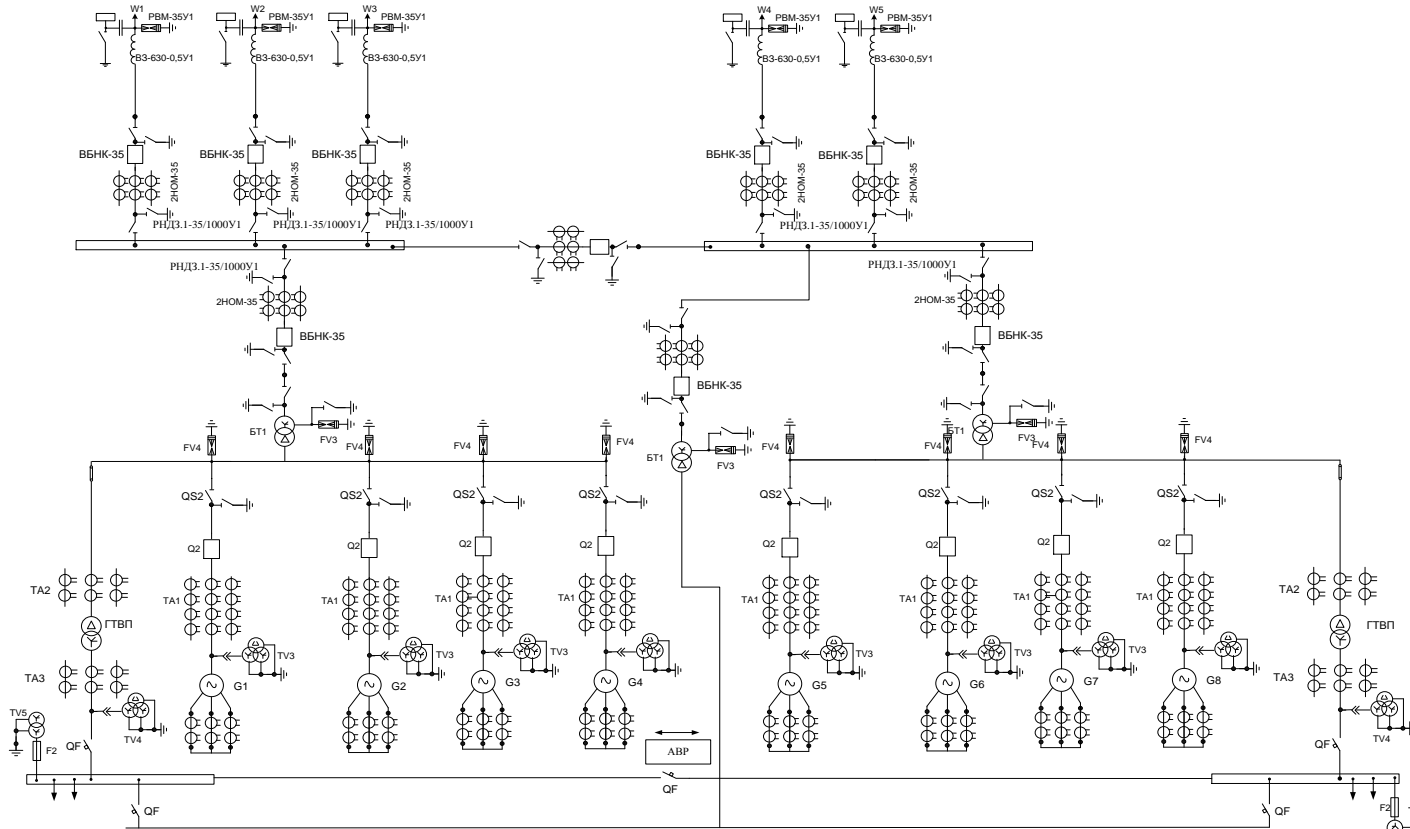 W1
РВМ-35У1
W2
РВМ-35У1
W3
РВМ-35У1
W4
РВМ-35У1
W5
РВМ-35У1
ВЗ-630-0,5У1
ВЗ-630-0,5У1
ВЗ-630-0,5У1
ВЗ-630-0,5У1
ВЗ-630-0,5У1
ВБНК-35
ВБНК-35
ВБНК-35
ВБНК-35
ВБНК-35
2НОМ-35
2НОМ-35
2НОМ-35
2НОМ-35
2НОМ-35
РНДЗ.1-35/1000У1
РНДЗ.1-35/1000У1
РНДЗ.1-35/1000У1
РНДЗ.1-35/1000У1
РНДЗ.1-35/1000У1
РНДЗ.1-35/1000У1
2НОМ-35
2НОМ-35
ВБНК-35
ВБНК-35
ВБНК-35
БТ1
FV3
БТ1
FV3
БТ1
FV3
FV4
FV4
FV4
FV4
FV4
FV4
FV4
FV4
QS2
QS2
QS2
QS2
QS2
QS2
QS2
QS2
Q2
Q2
Q2
Q2
Q2
Q2
Q2
Q2
TA2
TA1
TA1
TA1
TA1
TA1
TA1
TA1
TA1
TA2
ГТВП
ГТВП
TV3
TV3
TV3
TV3
TV3
TV3
TV3
TV3
TA3
G1
G2
G3
G4
G5
G6
G7
G8
TA3
TV5
TV4
TV4
F2
QF
АВР
QF
QF
QF
QF
F2